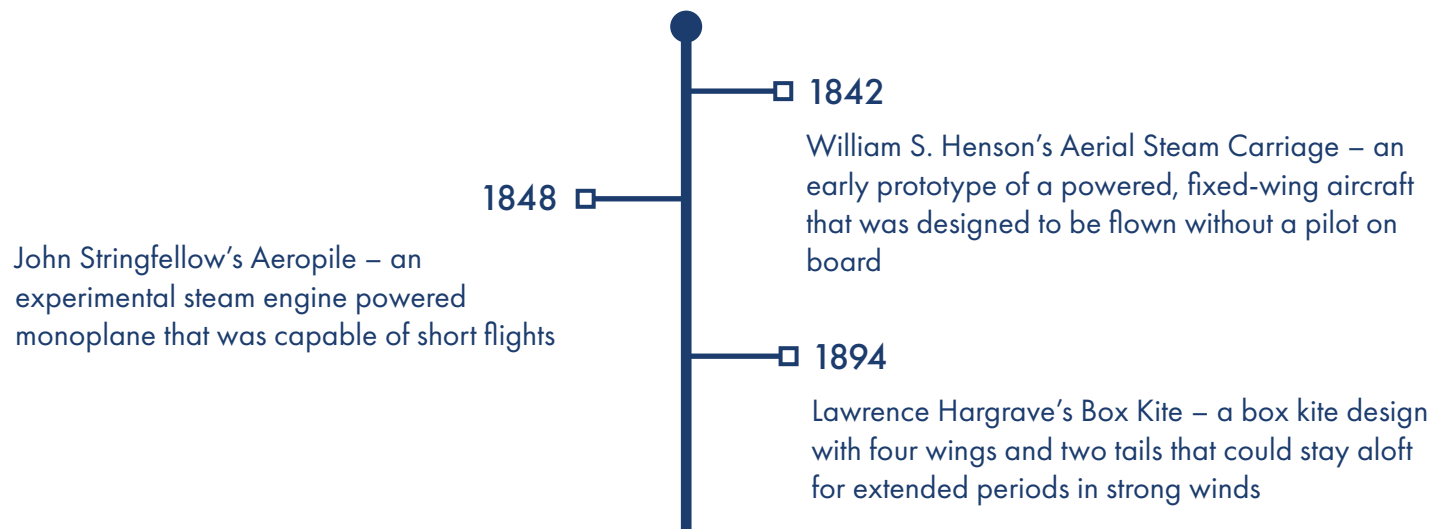 1842
William S. Henson’s Aerial Steam Carriage – an
early prototype of a powered, fixed-wing aircraft
that was designed to be flown without a pilot on
board
1848
John Stringfellow’s Aeropile – an
experimental steam engine powered
monoplane that was capable of short flights
1894
Lawrence Hargrave’s Box Kite – a box kite design
with four wings and two tails that could stay aloft
for extended periods in strong winds